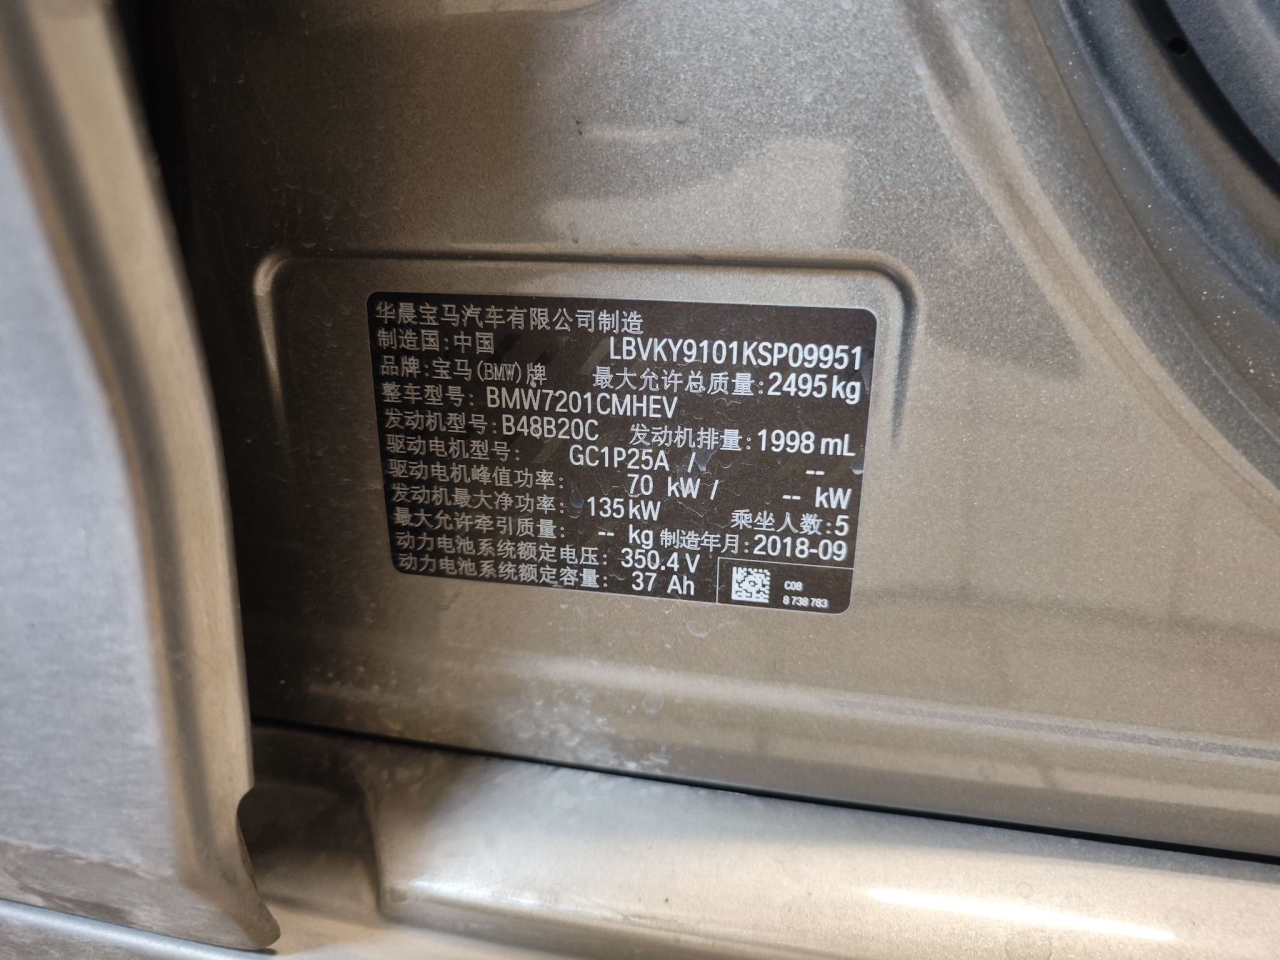 华晨宝马汽车有限公司制造
制造国:中国 LBVKY9101KSP09951
品牌:宝马(BMW)牌 最大允许总质量:2495kg
整车型号: BMW7201CMHEV
发动机型号:B48B20C 发动机排量:1998 mL
驱动电机型号: GC1P25A / --
驱动电机峰值功率: 70 kW / -- kW
发动机最大净功率: 135kW 乘坐人数:5
最大允许牵引质量: -- kg 制造年月:2018-09
动力电池系统额定电压: 350.4 V
动力电池系统额定容量: 37 Ah
C08
8 738 783